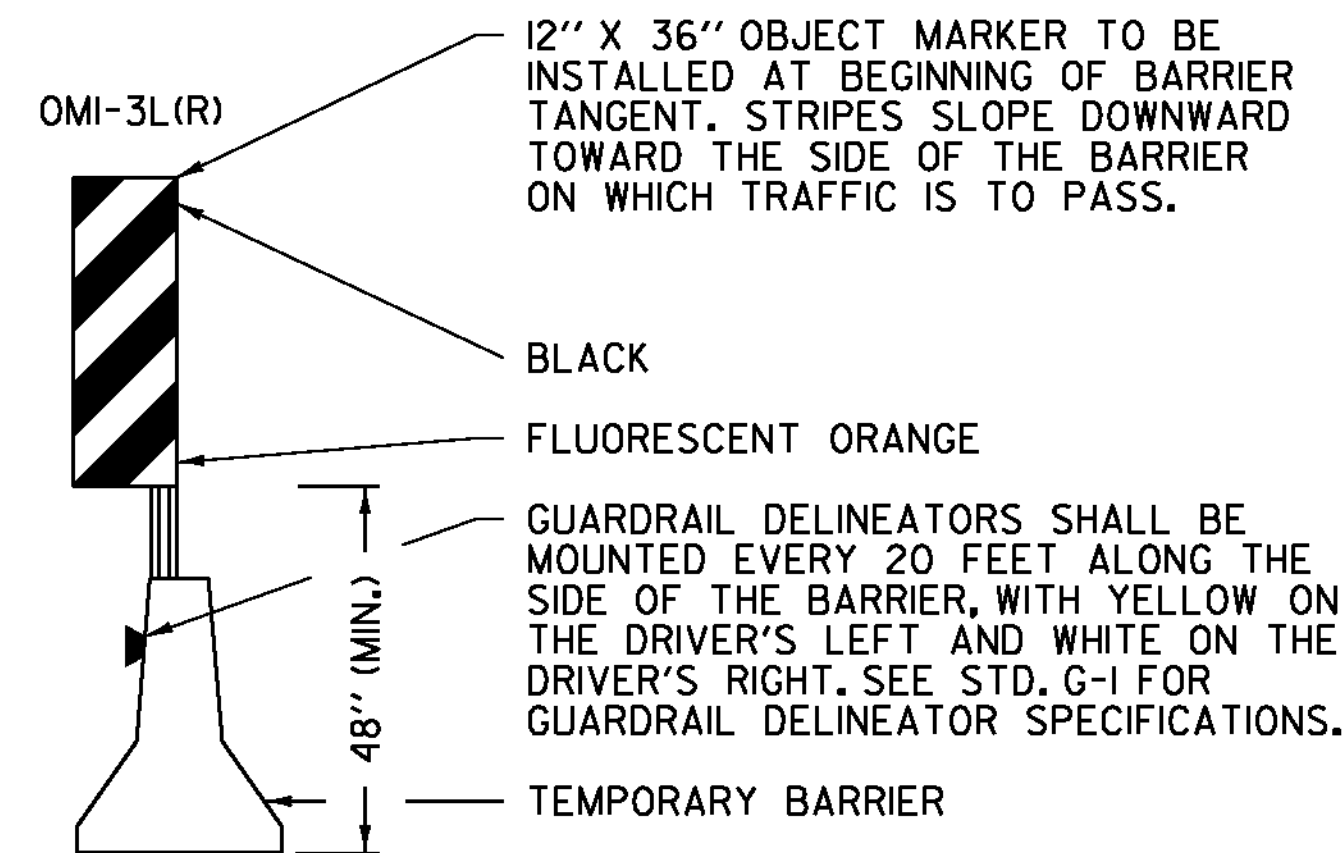 12'' X 36'' OBJECT MARKER TO BE
INSTALLED AT BEGINNING OF BARRIER
TANGENT. STRIPES SLOPE DOWNWARD
TOWARD THE SIDE OF THE BARRIER
ON WHICH TRAFFIC IS TO PASS.
OM1-3L(R)
BLACK
FLUORESCENT ORANGE
GUARDRAIL DELINEATORS SHALL BE
MOUNTED EVERY 20 FEET ALONG THE
SIDE OF THE BARRIER, WITH YELLOW ON
THE DRIVER'S LEFT AND WHITE ON THE
DRIVER'S RIGHT. SEE STD. G-1 FOR
GUARDRAIL DELINEATOR SPECIFICATIONS.
48'' (MIN.)
TEMPORARY BARRIER